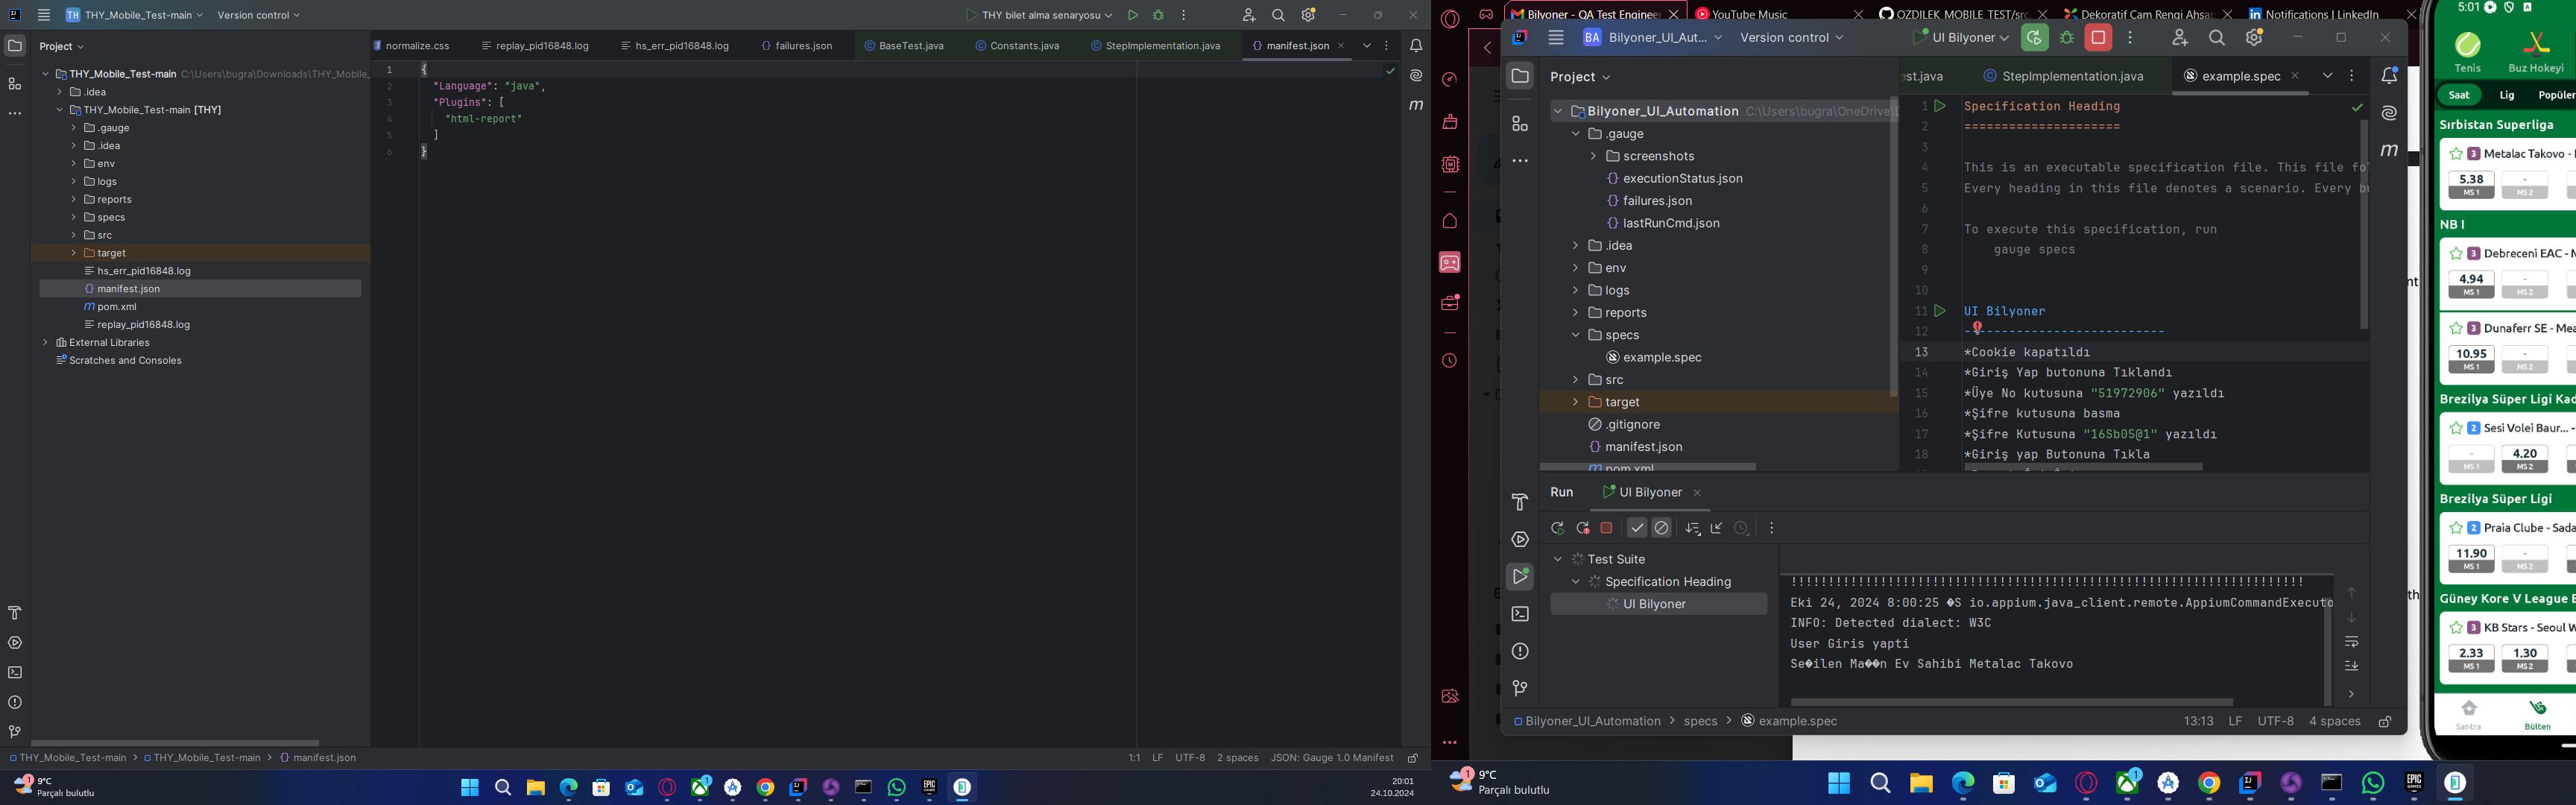 TH THY_Mobile_Test-main
Version control
THY bilet alma senaryosu
Project
normalize.css
replay_pid16848.log
hs_err_pid16848.log
failures.json
BaseTest.java
Constants.java
StepImplementation.java
manifest.json
THY_Mobile_Test-main C:\Users\bugra\Downloads\THY_Mobile_
.idea
THY_Mobile_Test-main [THY]
.gauge
.idea
env
logs
reports
specs
src
target
hs_err_pid16848.log
manifest.json
pom.xml
replay_pid16848.log
External Libraries
Scratches and Consoles
1 {
2 "Language": "java",
3 "Plugins": [
4 "html-report"
5 ]
6 }
THY_Mobile_Test-main > THY_Mobile_Test-main > manifest.json
1:1 LF UTF-8 2 spaces JSON: Gauge 1.0 Manifest
1
9°C
Parçalı bulutlu
20:01
24.10.2024
Bilyoner - QA Test Enginee
YouTube Music
OZDILEK_MOBILE_TEST/src
Dekoratif Cam Rengi Ahşap
Notifications | LinkedIn
BA Bilyoner_UI_Aut...
Version control
UI Bilyoner
Project
est.java
StepImplementation.java
example.spec
Bilyoner_UI_Automation C:\Users\bugra\OneDrive\D
.gauge
screenshots
executionStatus.json
failures.json
lastRunCmd.json
.idea
env
logs
reports
specs
example.spec
src
target
.gitignore
manifest.json
pom.xml
1 Specification Heading
2 =====================
3
4 This is an executable specification file. This file fo
5 Every heading in this file denotes a scenario. Every bu
6
7 To execute this specification, run
8 gauge specs
9
10
11 UI Bilyoner
12 ---------------------------
13 *Cookie kapatıldı
14 *Giriş Yap butonuna Tıklandı
15 *Üye No kutusuna "51972906" yazıldı
16 *Şifre kutusuna basma
17 *Şifre Kutusuna "16Sb05@1" yazıldı
18 *Giriş yap Butonuna Tıkla
Run
UI Bilyoner
Test Suite
Specification Heading
UI Bilyoner
!!!!!!!!!!!!!!!!!!!!!!!!!!!!!!!!!!!!!!!!!!!!!!!!!!!!!!!!!!!!!!!!!!!!!
Eki 24, 2024 8:00:25 �S io.appium.java_client.remote.AppiumCommandExecuto
INFO: Detected dialect: W3C
User Giris yapti
Se�ilen Ma��n Ev Sahibi Metalac Takovo
Bilyoner_UI_Automation > specs > example.spec
13:13 LF UTF-8 4 spaces
1
9°C
Parçalı bulutlu
5:01
Tenis
Buz Hokeyi
Saat
Lig
Popüler
Sırbistan Superliga
3 Metalac Takovo -
5.38 -
MS 1 MS 2
NB I
3 Debreceni EAC - N
4.94 -
MS 1 MS 2
3 Dunaferr SE - Mea
10.95 -
MS 1 MS 2
Brezilya Süper Ligi Kad
2 Sesi Volei Baur... -
- 4.20
MS 1 MS 2
Brezilya Süper Ligi
2 Praia Clube - Sada
11.90 -
MS 1 MS 2
Güney Kore V League E
3 KB Stars - Seoul W
2.33 1.30
MS 1 MS 2
Santra
Bülten